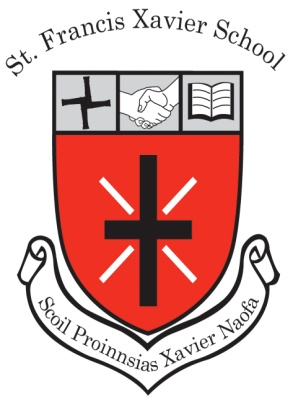 St. Francis Xavier School
Scoil Proinnsias Xavier Naofa